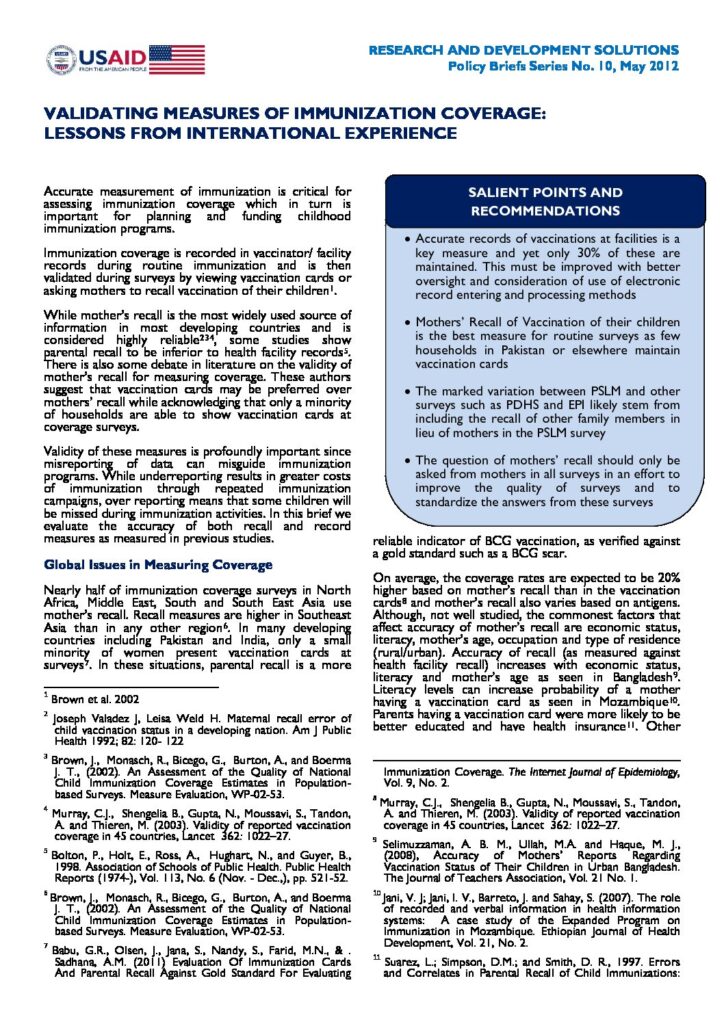 USAID
FROM THE AMERICAN PEOPLE
RESEARCH AND DEVELOPMENT SOLUTIONS
Policy Briefs Series No. 10, May 2012
VALIDATING MEASURES OF IMMUNIZATION COVERAGE:
LESSONS FROM INTERNATIONAL EXPERIENCE
Accurate measurement of immunization is critical for
assessing immunization coverage which in turn is
important for planning and funding childhood
immunization programs.
Immunization coverage is recorded in vaccinator/ facility
records during routine immunization and is then
validated during surveys by viewing vaccination cards or
asking mothers to recall vaccination of their children1.
While mother's recall is the most widely used source of
information in most developing countries and is
considered highly reliable234, some studies show
parental recall to be inferior to health facility records5.
There is also some debate in literature on the validity of
mother's recall for measuring coverage. These authors
suggest that vaccination cards may be preferred over
mothers' recall while acknowledging that only a minority
of households are able to show vaccination cards at
coverage surveys.
Validity of these measures is profoundly important since
misreporting of data can misguide immunization
programs. While underreporting results in greater costs
of immunization through repeated immunization
campaigns, over reporting means that some children will
be missed during immunization activities. In this brief we
evaluate the accuracy of both recall and record
measures as measured in previous studies.
Global Issues in Measuring Coverage
Nearly half of immunization coverage surveys in North
Africa, Middle East, South and South East Asia use
mother's recall. Recall measures are higher in Southeast
Asia than in any other region6. In many developing
countries including Pakistan and India, only a small
minority of women present vaccination cards at
surveys7. In these situations, parental recall is a more
1 Brown et al. 2002
2 Joseph Valadez J, Leisa Weld H. Maternal recall error of
child vaccination status in a developing nation. Am J Public
Health 1992; 82: 120- 122
3 Brown, J., Monasch, R., Bicego, G., Burton, A., and Boerma
J. T., (2002). An Assessment of the Quality of National
Child Immunization Coverage Estimates in Population-
based Surveys. Measure Evaluation, WP-02-53.
4 Murray, C.J., Shengelia B., Gupta, N., Moussavi, S., Tandon,
A. and Thieren, M. (2003). Validity of reported vaccination
coverage in 45 countries, Lancet 362: 1022–27.
5 Bolton, P., Holt, E., Ross, A., Hughart, N., and Guyer, B.,
1998. Association of Schools of Public Health. Public Health
Reports (1974-), Vol. 113, No. 6 (Nov. - Dec.,), pp. 521-52.
6 Brown, J., Monasch, R., Bicego, G., Burton, A., and Boerma
J. T., (2002). An Assessment of the Quality of National
Child Immunization Coverage Estimates in Population-
based Surveys. Measure Evaluation, WP-02-53.
7 Babu, G.R., Olsen, J., Jana, S., Nandy, S., Farid, M.N., & .
Sadhana, A.M. (2011) Evaluation Of Immunization Cards
And Parental Recall Against Gold Standard For Evaluating
SALIENT POINTS AND
RECOMMENDATIONS
• Accurate records of vaccinations at facilities is a
key measure and yet only 30% of these are
maintained. This must be improved with better
oversight and consideration of use of electronic
record entering and processing methods
• Mothers' Recall of Vaccination of their children
is the best measure for routine surveys as few
households in Pakistan or elsewhere maintain
vaccination cards
• The marked variation between PSLM and other
surveys such as PDHS and EPI likely stem from
including the recall of other family members in
lieu of mothers in the PSLM survey
• The question of mothers' recall should only be
asked from mothers in all surveys in an effort to
improve the quality of surveys and to
standardize the answers from these surveys
reliable indicator of BCG vaccination, as verified against
a gold standard such as a BCG scar.
On average, the coverage rates are expected to be 20%
higher based on mother's recall than in the vaccination
cards8 and mother's recall also varies based on antigens.
Although, not well studied, the commonest factors that
affect accuracy of mother's recall are economic status,
literacy, mother's age, occupation and type of residence
(rural/urban). Accuracy of recall (as measured against
health facility recall) increases with economic status,
literacy and mother's age as seen in Bangladesh9.
Literacy levels can increase probability of a mother
having a vaccination card as seen in Mozambique10.
Parents having a vaccination card were more likely to be
better educated and have health insurance11. Other
Immunization Coverage. The Internet Journal of Epidemiology,
Vol. 9, No. 2.
8 Murray, C.J., Shengelia B., Gupta, N., Moussavi, S., Tandon,
A. and Thieren, M. (2003). Validity of reported vaccination
coverage in 45 countries, Lancet 362: 1022–27.
9 Selimuzzaman, A. B. M., Ullah, M.A. and Haque, M. J.,
(2008), Accuracy of Mothers' Reports Regarding
Vaccination Status of Their Children in Urban Bangladesh.
The Journal of Teachers Association, Vol. 21 No 1.
10 Jani, V. J; Jani, I. V., Barreto, J. and Sahay, S. (2007). The role
of recorded and verbal information in health information
systems: A case study of the Expanded Program on
Immunization in Mozambique. Ethiopian Journal of Health
Development, Vol. 21, No. 2.
11 Suarez, L.; Simpson, D.M.; and Smith, D. R., 1997. Errors
and Correlates in Parental Recall of Child Immunizations: